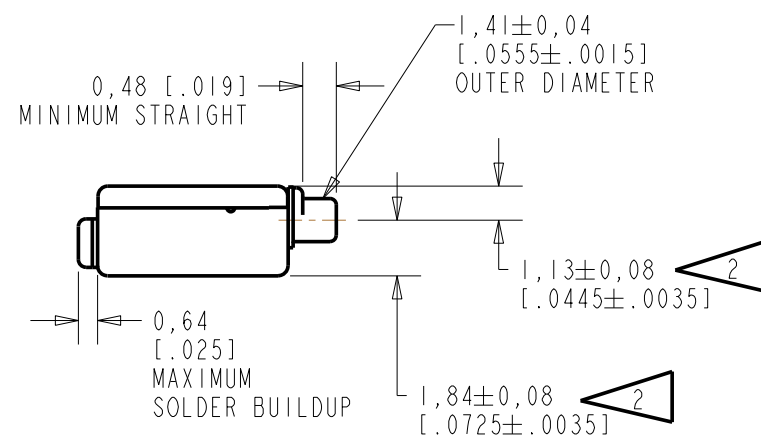 1,41±0,04
[.0555±.0015]
OUTER DIAMETER
0,48 [.019]
MINIMUM STRAIGHT
1,13±0,08 2
[.0445±.0035]
0,64
[.025]
MAXIMUM
SOLDER BUILDUP
1,84±0,08 2
[.0725±.0035]